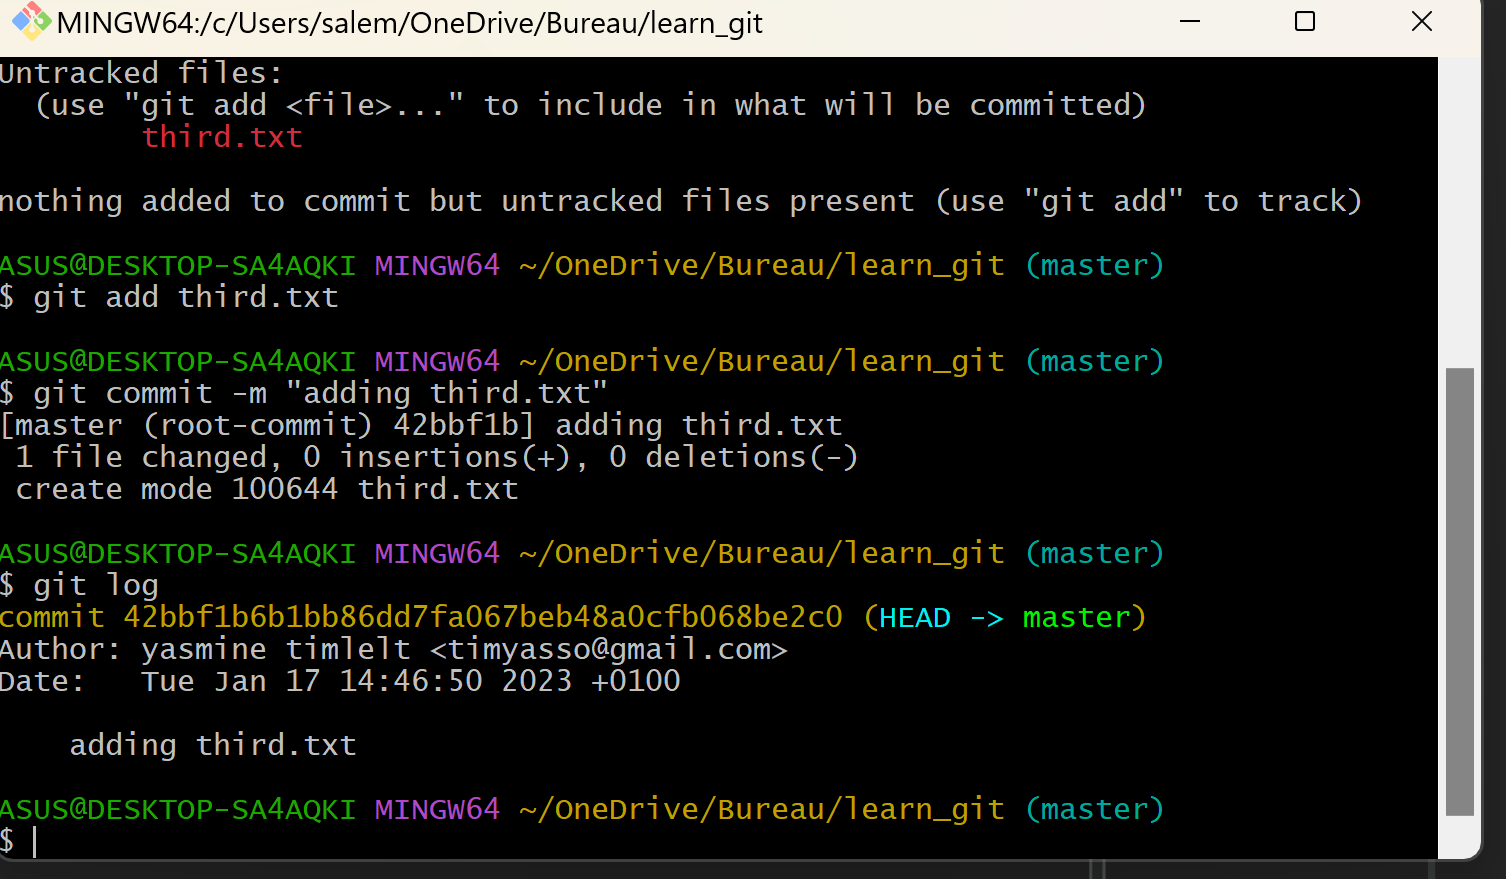 MINGW64:/c/Users/salem/OneDrive/Bureau/learn_git
Untracked files:
  (use "git add <file>..." to include in what will be committed)
        third.txt

nothing added to commit but untracked files present (use "git add" to track)

ASUS@DESKTOP-SA4AQKI MINGW64 ~/OneDrive/Bureau/learn_git (master)
$ git add third.txt

ASUS@DESKTOP-SA4AQKI MINGW64 ~/OneDrive/Bureau/learn_git (master)
$ git commit -m "adding third.txt"
[master (root-commit) 42bbf1b] adding third.txt
 1 file changed, 0 insertions(+), 0 deletions(-)
 create mode 100644 third.txt

ASUS@DESKTOP-SA4AQKI MINGW64 ~/OneDrive/Bureau/learn_git (master)
$ git log
commit 42bbf1b6b1bb86dd7fa067beb48a0cfb068be2c0 (HEAD -> master)
Author: yasmine timlelt <timyasso@gmail.com>
Date:   Tue Jan 17 14:46:50 2023 +0100

    adding third.txt

ASUS@DESKTOP-SA4AQKI MINGW64 ~/OneDrive/Bureau/learn_git (master)
$